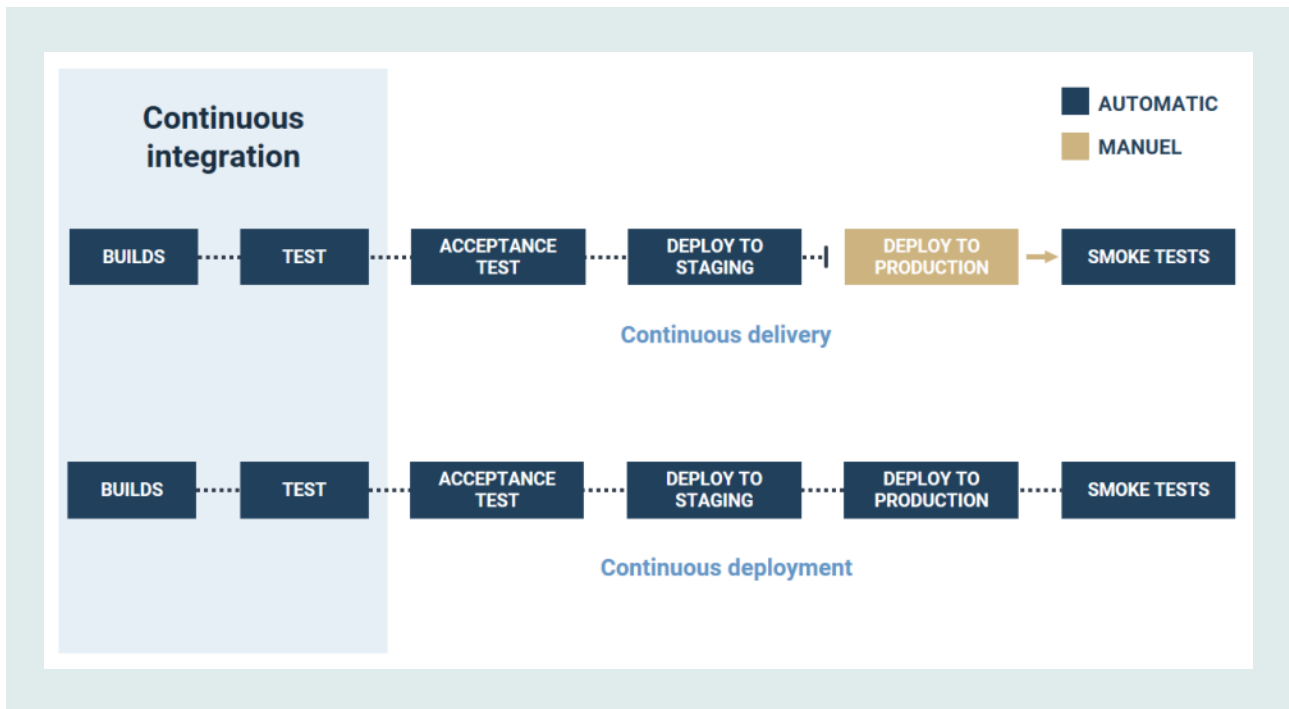 Continuous
integration
AUTOMATIC
MANUEL
BUILDS
TEST
ACCEPTANCE
TEST
DEPLOY TO
STAGING
DEPLOY TO
PRODUCTION
SMOKE TESTS
Continuous delivery
BUILDS
TEST
ACCEPTANCE
TEST
DEPLOY TO
STAGING
DEPLOY TO
PRODUCTION
SMOKE TESTS
Continuous deployment